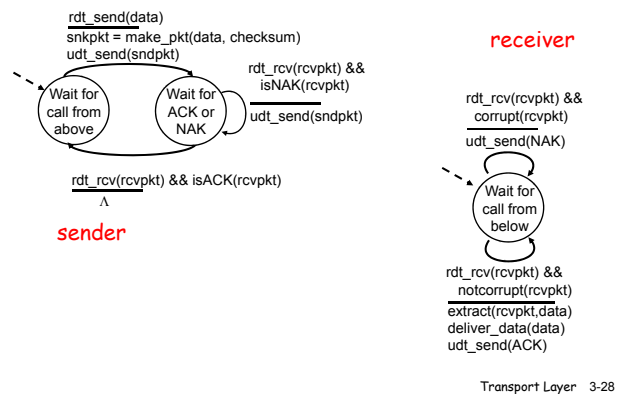 rdt_send(data)
snkpkt = make_pkt(data, checksum)
udt_send(sndpkt)
Wait for
call from
above
Wait for
ACK or
NAK
rdt_rcv(rcvpkt) &&
isNAK(rcvpkt)
udt_send(sndpkt)
rdt_rcv(rcvpkt) && isACK(rcvpkt)
Λ
sender
receiver
rdt_rcv(rcvpkt) &&
corrupt(rcvpkt)
udt_send(NAK)
Wait for
call from
below
rdt_rcv(rcvpkt) &&
notcorrupt(rcvpkt)
extract(rcvpkt,data)
deliver_data(data)
udt_send(ACK)
Transport Layer 3-28